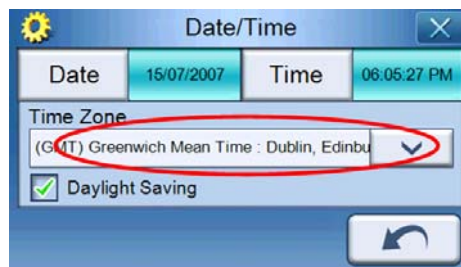 Date/Time
Date 15/07/2007 Time 06:05:27 PM
Time Zone
(GMT) Greenwich Mean Time : Dublin, Edinbu
Daylight Saving